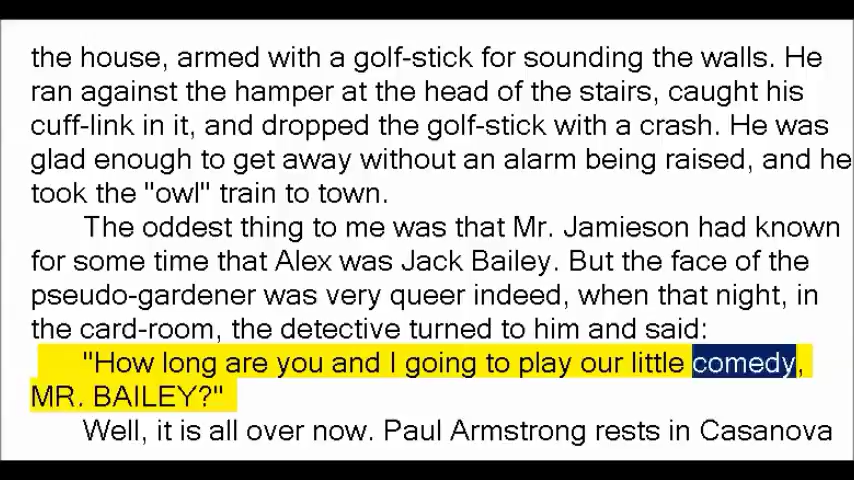 the house, armed with a golf-stick for sounding the walls. He
ran against the hamper at the head of the stairs, caught his
cuff-link in it, and dropped the golf-stick with a crash. He was
glad enough to get away without an alarm being raised, and he
took the "owl" train to town.
The oddest thing to me was that Mr. Jamieson had known
for some time that Alex was Jack Bailey. But the face of the
pseudo-gardener was very queer indeed, when that night, in
the card-room, the detective turned to him and said:
"How long are you and I going to play our little comedy,
MR. BAILEY?"
Well, it is all over now. Paul Armstrong rests in Casanova